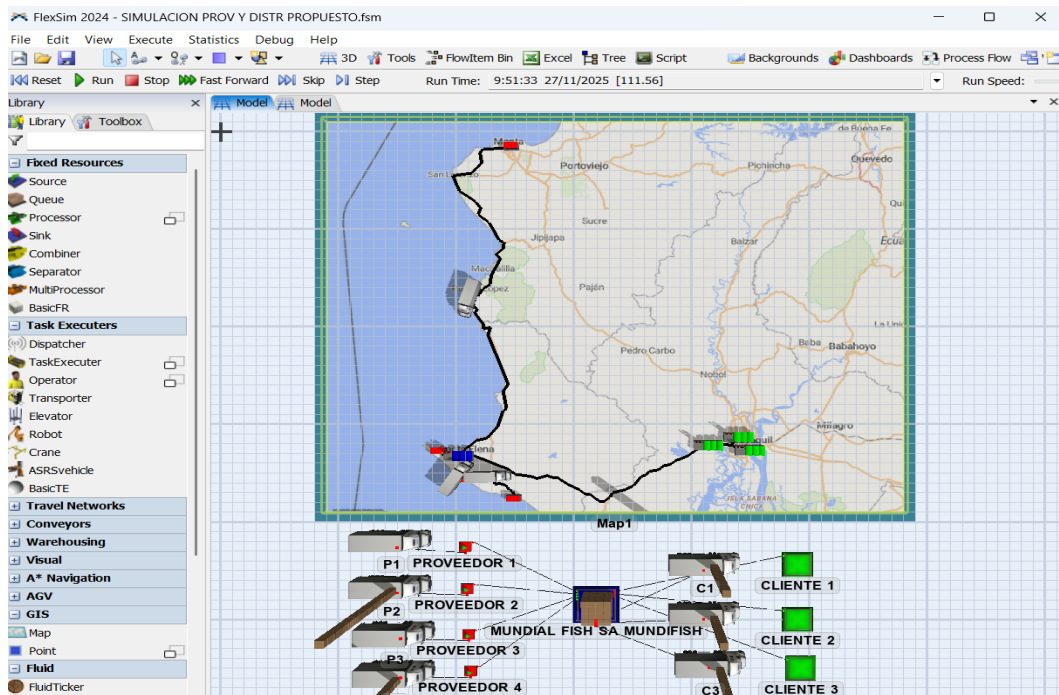 FlexSim 2024 - SIMULACION PROV Y DISTR PROPUESTO.fsm
File Edit View Execute Statistics Debug Help
3D Tools FlowItem Bin Excel Tree Script Backgrounds Dashboards Process Flow
Reset Run Stop Fast Forward Skip Step Run Time: 9:51:33 27/11/2025 [111.56] Run Speed:
Library
Model Model
Library Toolbox
Fixed Resources
Source
Queue
Processor
Sink
Combiner
Separator
MultiProcessor
BasicFR
Task Executers
Dispatcher
TaskExecuter
Operator
Transporter
Elevator
Robot
Crane
ASRSvehicle
BasicTE
Travel Networks
Conveyors
Warehousing
Visual
A* Navigation
AGV
GIS
Map
Point
Fluid
FluidTicker
de Buena Fe
Portoviejo
Pichincha
Quevedo
Sucre
Jipijapa
Balzar
Paján
Pedro Carbo
Nobol
Baba
Babahoyo
Milagro
ISLA SABANA
CHICA
Map1
P1 PROVEEDOR 1
P2 PROVEEDOR 2
P3 PROVEEDOR 3
PROVEEDOR 4
MUNDIAL FISH SA MUNDIFISH
C1 CLIENTE 1
CLIENTE 2
C3 CLIENTE 3